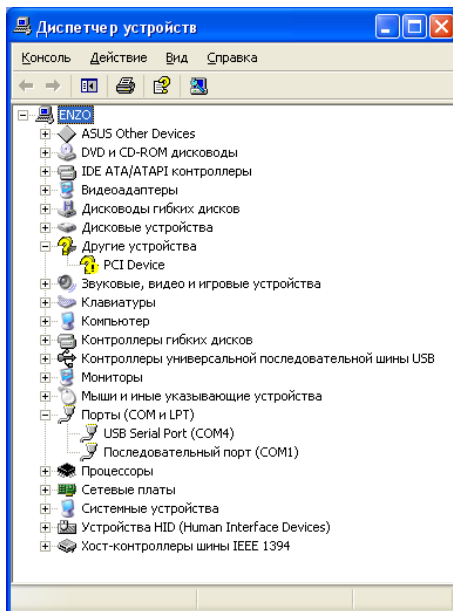 Диспетчер устройств
Консоль Действие Вид Справка
ENZO
ASUS Other Devices
DVD и CD-ROM дисководы
IDE ATA/ATAPI контроллеры
Видеоадаптеры
Дисководы гибких дисков
Дисковые устройства
Другие устройства
PCI Device
Звуковые, видео и игровые устройства
Клавиатуры
Компьютер
Контроллеры гибких дисков
Контроллеры универсальной последовательной шины USB
Мониторы
Мыши и иные указывающие устройства
Порты (COM и LPT)
USB Serial Port (COM4)
Последовательный порт (COM1)
Процессоры
Сетевые платы
Системные устройства
Устройства HID (Human Interface Devices)
Хост-контроллеры шины IEEE 1394